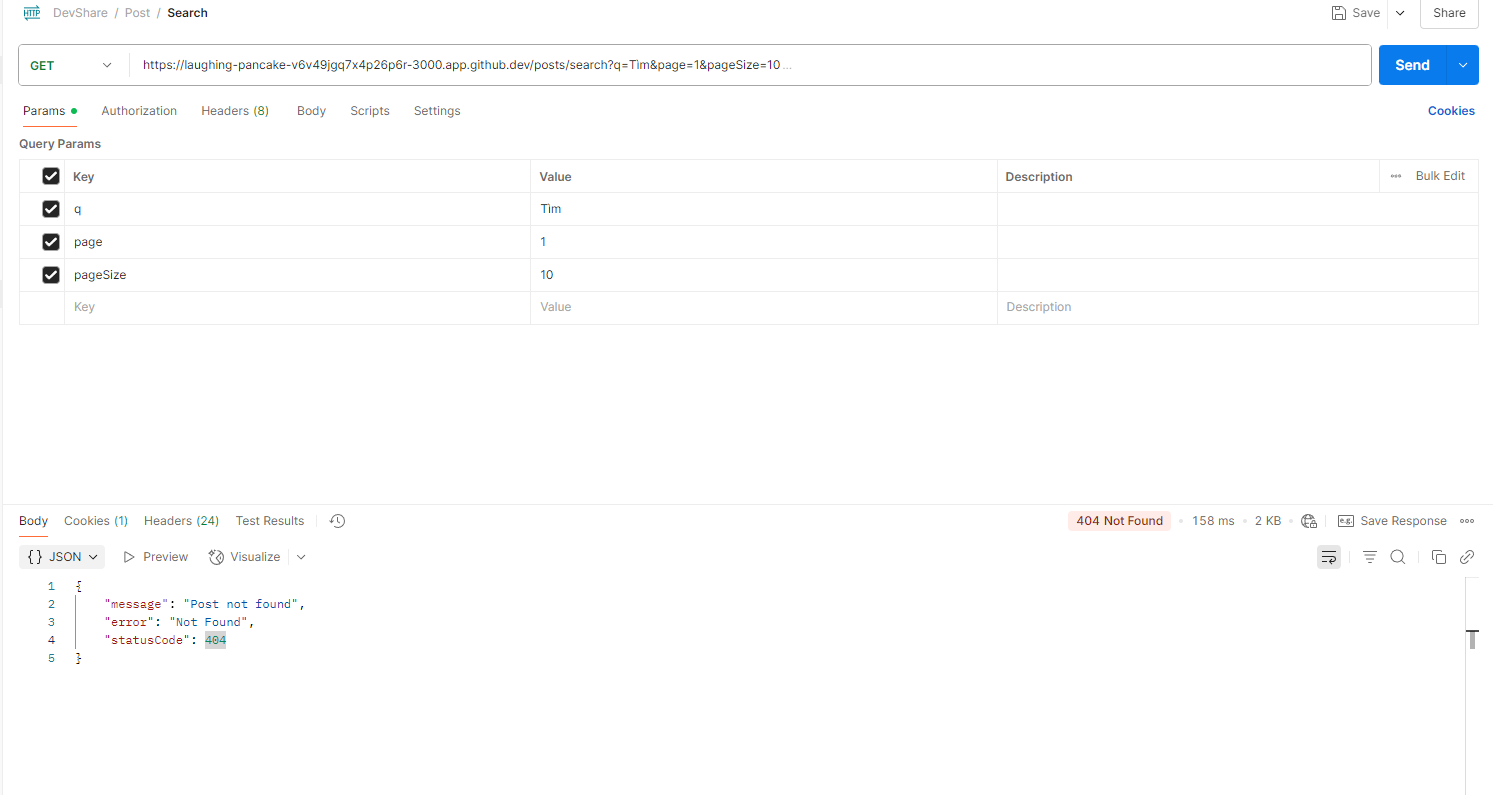 HTTP DevShare / Post / Search Save Share
GET https://laughing-pancake-v6v49jgq7x4p26p6r-3000.app.github.dev/posts/search?q=Tìm&page=1&pageSize=10 ... Send
Params Authorization Headers (8) Body Scripts Settings Cookies
Query Params
Key Value Description Bulk Edit
q Tìm
page 1
pageSize 10
Key Value Description
Body Cookies (1) Headers (24) Test Results 404 Not Found 158 ms 2 KB e.g. Save Response
{} JSON Preview Visualize
1 {
2 "message": "Post not found",
3 "error": "Not Found",
4 "statusCode": 404
5 }